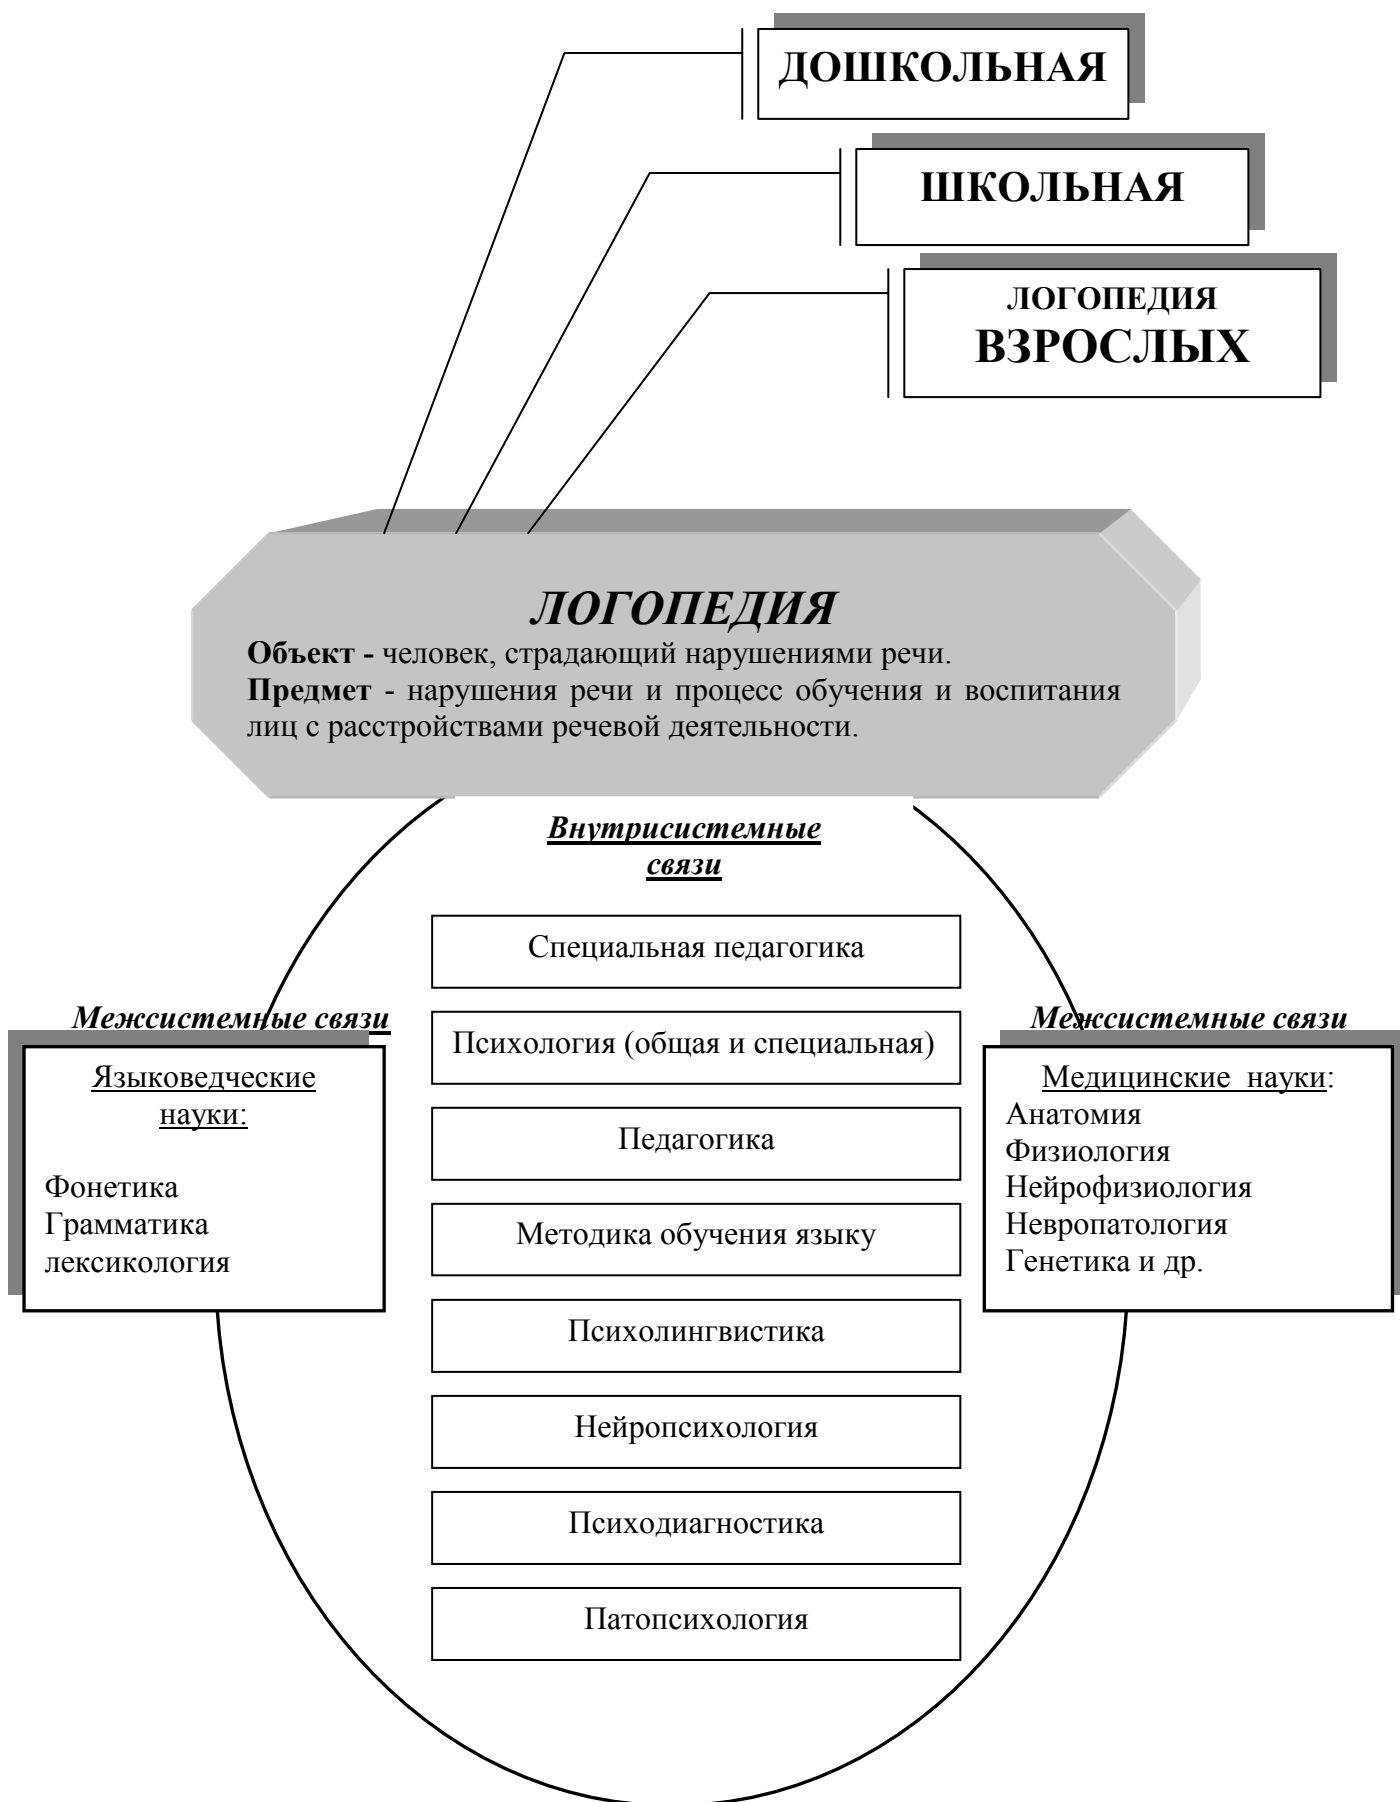 ДОШКОЛЬНАЯ
ШКОЛЬНАЯ
ЛОГОПЕДИЯ
ВЗРОСЛЫХ
ЛОГОПЕДИЯ
Объект - человек, страдающий нарушениями речи.
Предмет - нарушения речи и процесс обучения и воспитания
лиц с расстройствами речевой деятельности.
Внутрисистемные
связи
Специальная педагогика
Психология (общая и специальная)
Педагогика
Методика обучения языку
Психолингвистика
Нейропсихология
Психодиагностика
Патопсихология
Межсистемные связи
Языковедческие
науки:
Фонетика
Грамматика
лексикология
Межсистемные связи
Медицинские науки:
Анатомия
Физиология
Нейрофизиология
Невропатология
Генетика и др.